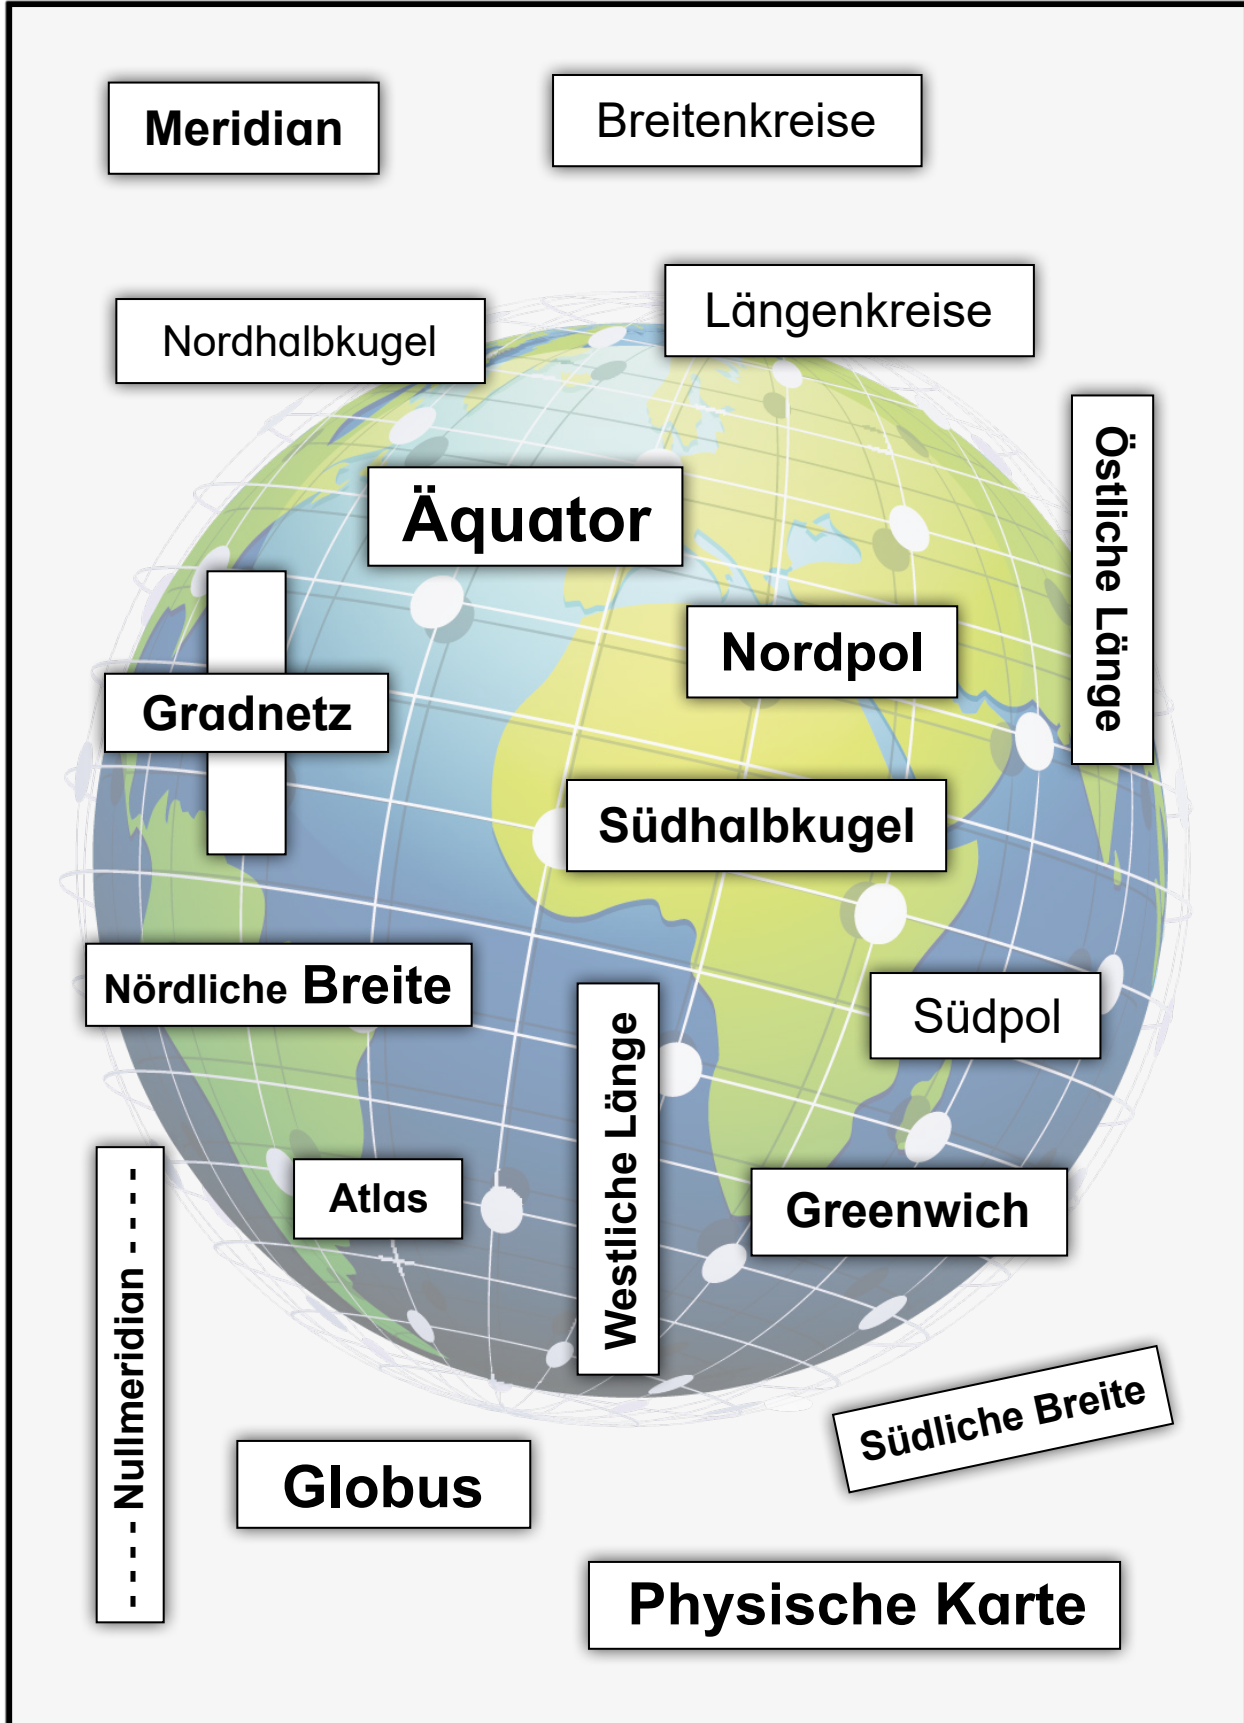 Meridian
Breitenkreise
Nordhalbkugel
Längenkreise
Östliche Länge
Äquator
Nordpol
Gradnetz
Südhalbkugel
Nördliche Breite
Südpol
Westliche Länge
Atlas
Greenwich
---- Nullmeridian -----
Südliche Breite
Globus
Physische Karte